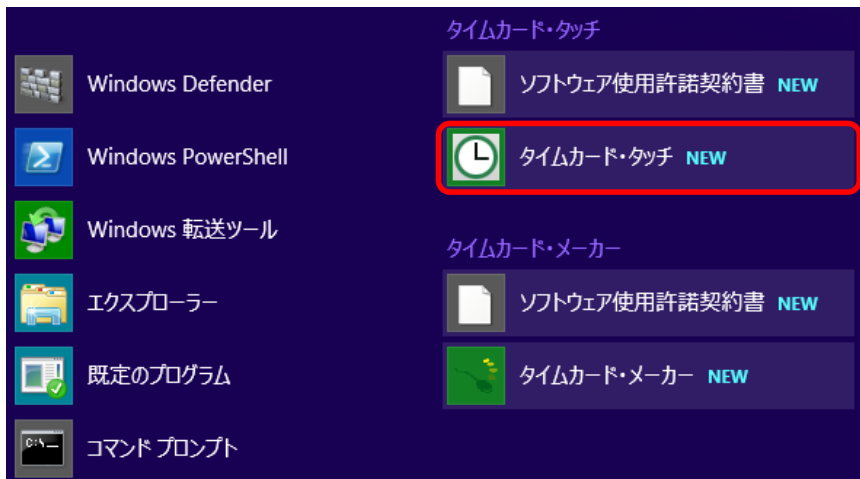 Windows Defender
Windows PowerShell
Windows 転送ツール
エクスプローラー
既定のプログラム
C:\
コマンド プロンプト
タイムカード・タッチ
ソフトウェア使用許諾契約書 NEW
タイムカード・タッチ NEW
タイムカード・メーカー
ソフトウェア使用許諾契約書 NEW
タイムカード・メーカー NEW